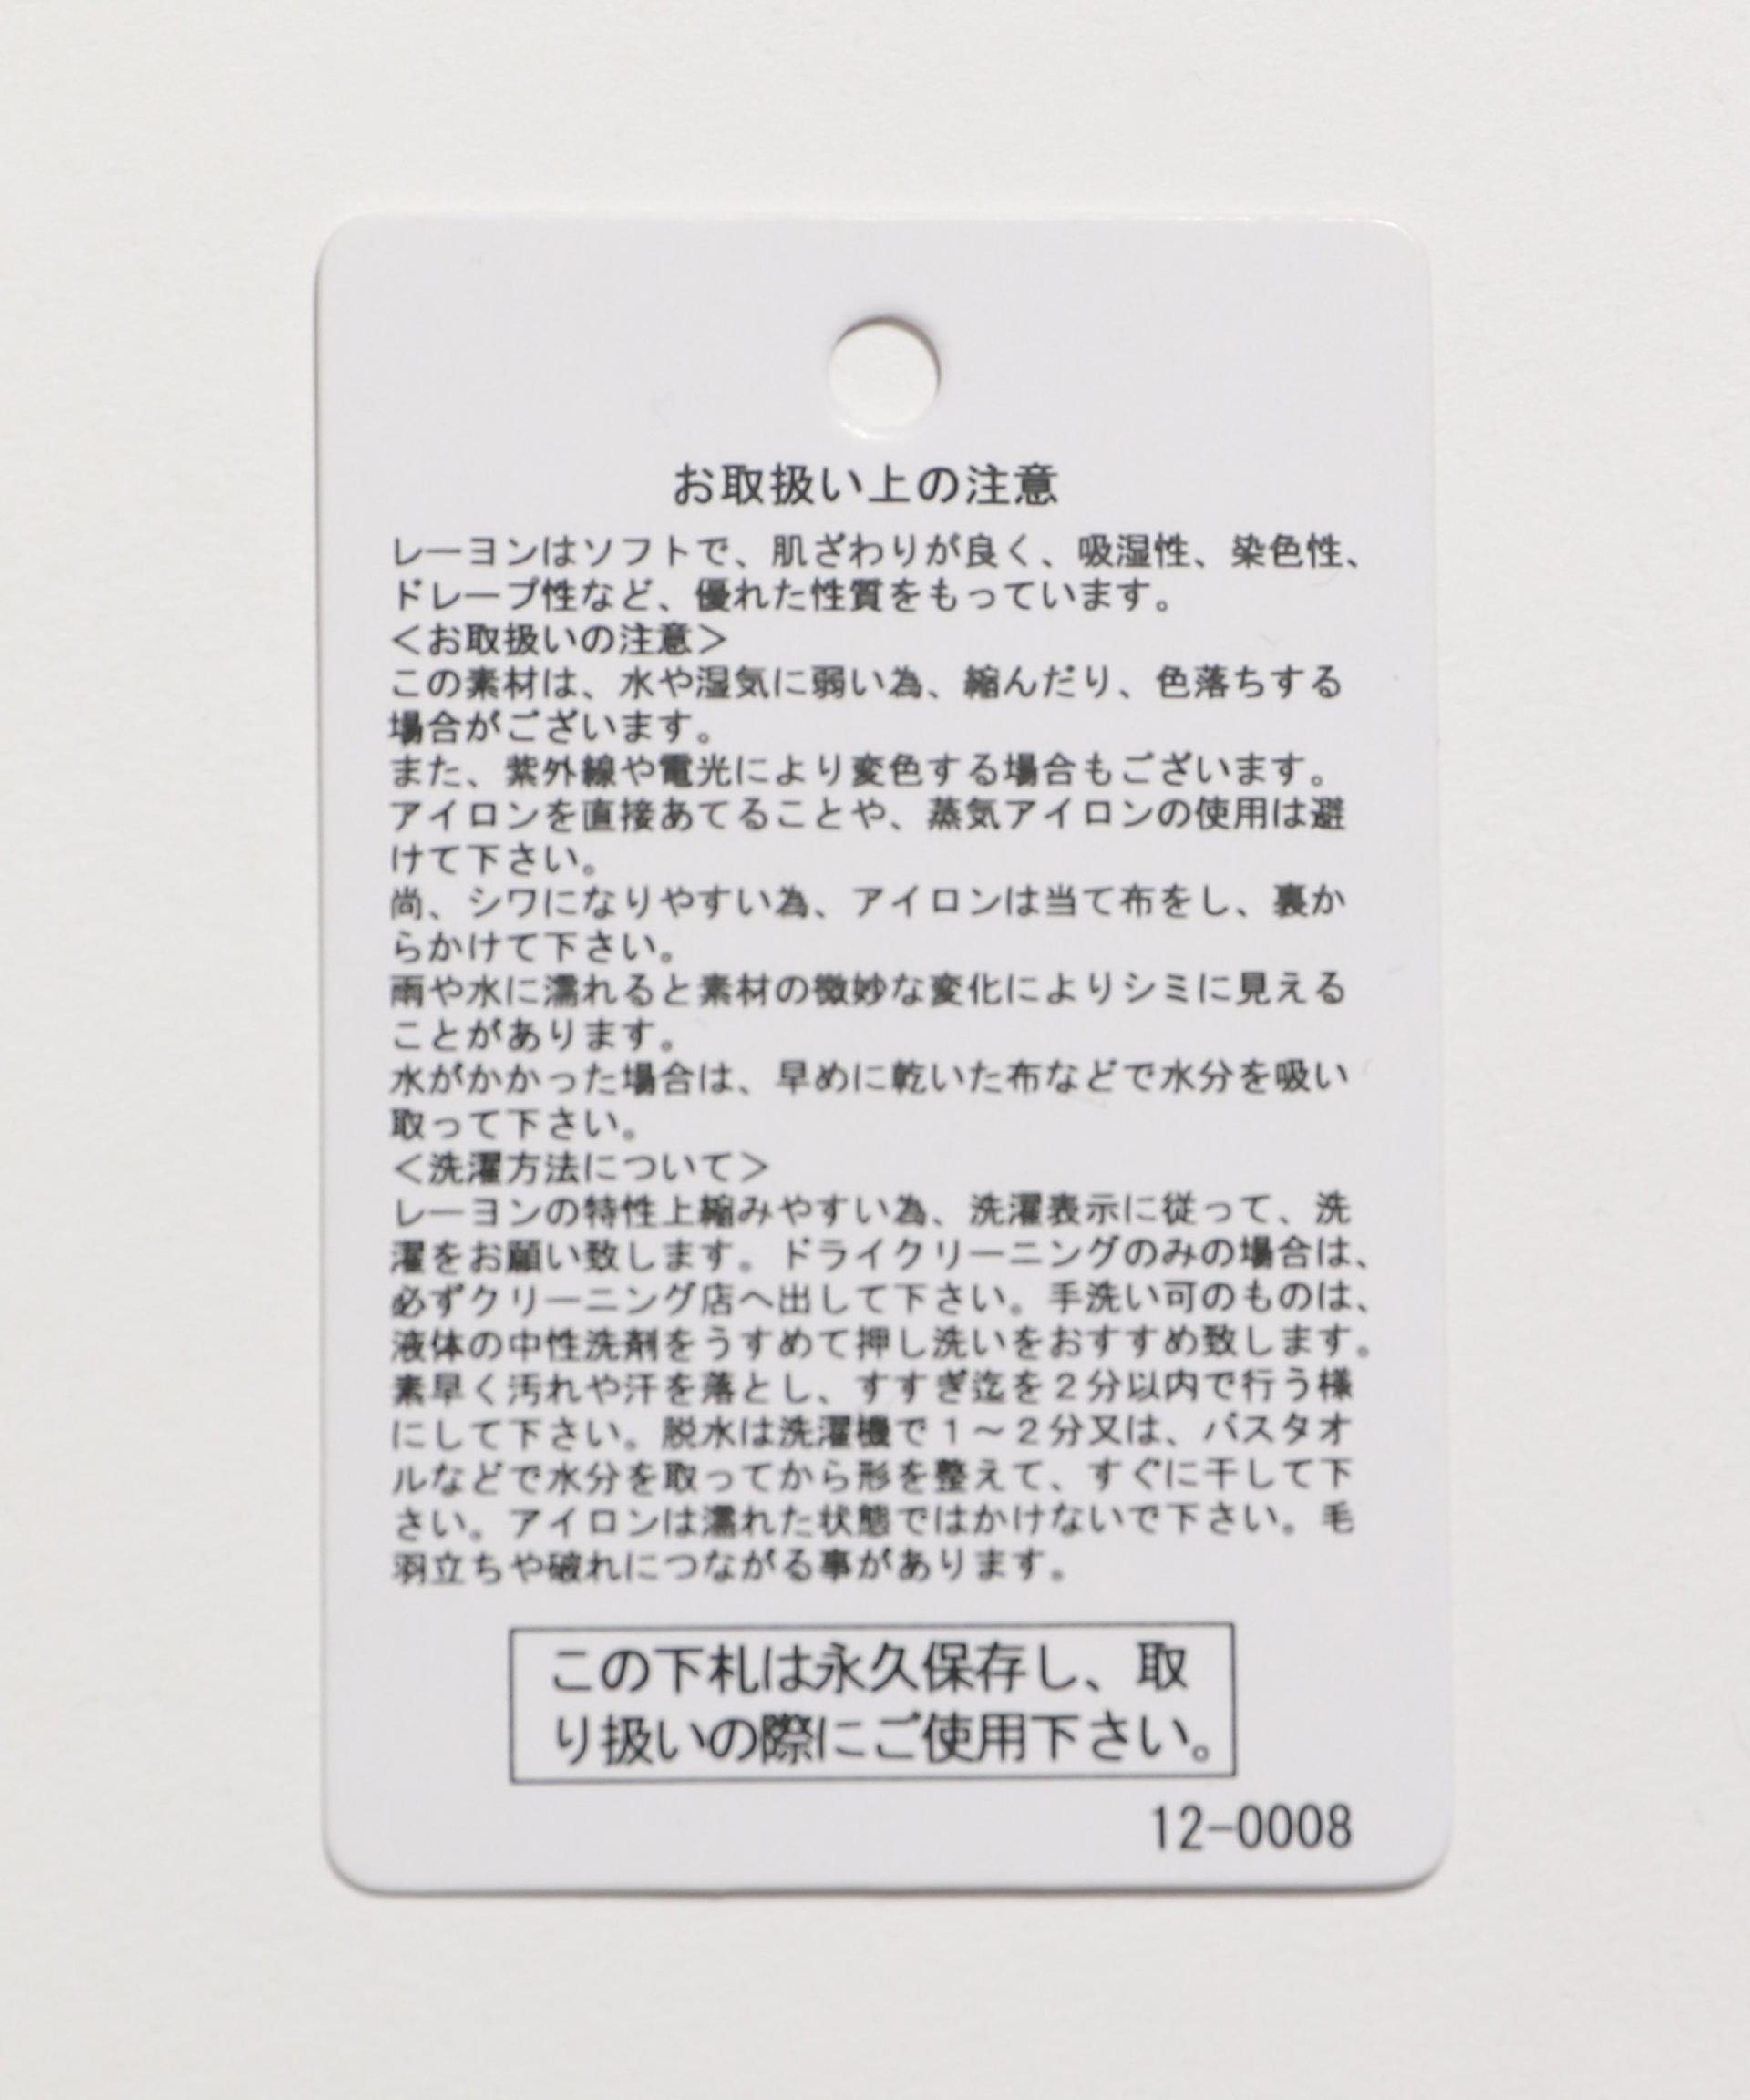 お取扱い上の注意
レーヨンはソフトで、肌ざわりが良く、吸湿性、染色性、
ドレープ性など、優れた性質をもっています。
＜お取扱いの注意＞
この素材は、水や湿気に弱い為、縮んだり、色落ちする
場合がございます。
また、紫外線や電光により変色する場合もございます。
アイロンを直接あてることや、蒸気アイロンの使用は避
けて下さい。
尚、シワになりやすい為、アイロンは当て布をし、裏か
らかけて下さい。
雨や水に濡れると素材の微妙な変化によりシミに見える
ことがあります。
水がかかった場合は、早めに乾いた布などで水分を吸い
取って下さい。
＜洗濯方法について＞
レーヨンの特性上縮みやすい為、洗濯表示に従って、洗
濯をお願い致します。ドライクリーニングのみの場合は、
必ずクリーニング店へ出して下さい。手洗い可のものは、
液体の中性洗剤をうすめて押し洗いをおすすめ致します。
素早く汚れや汗を落とし、すすぎ迄を２分以内で行う様
にして下さい。脱水は洗濯機で１～２分又は、バスタオ
ルなどで水分を取ってから形を整えて、すぐに干して下
さい。アイロンは濡れた状態ではかけないで下さい。毛
羽立ちや破れにつながる事があります。
この下札は永久保存し、取
り扱いの際にご使用下さい。
12-0008